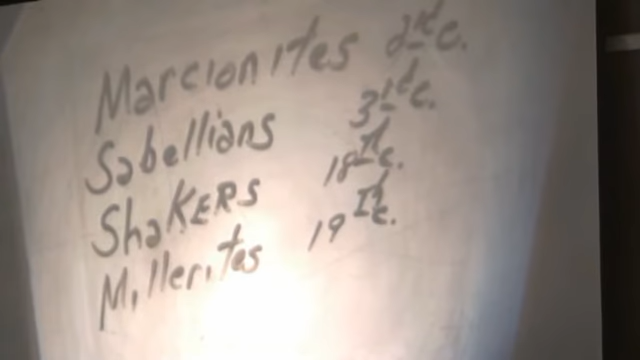 Marcionites 2nd c.
Sabellians 3rd c.
ShaKERS 18th c.
Millerites 19th c.